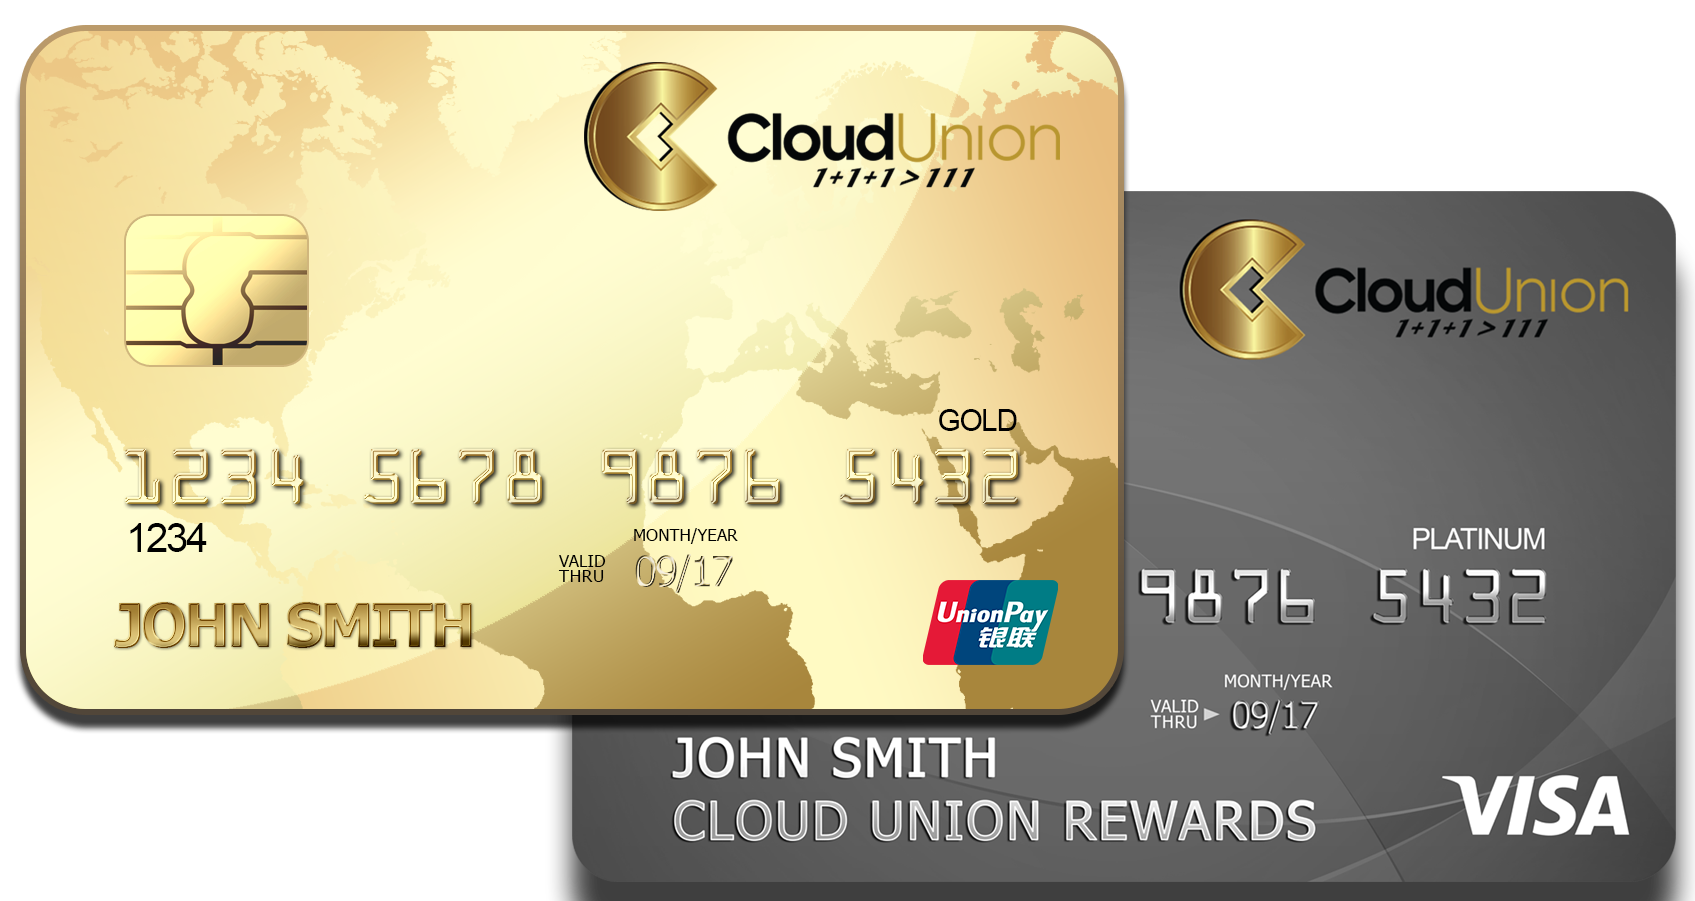 CloudUnion
1+1+1>111
GOLD
1234 5678 9876 5432
1234
MONTH/YEAR
VALID
THRU
09/17
JOHN SMITH
UnionPay
银联
CloudUnion
1+1+1>111
PLATINUM
9876 5432
MONTH/YEAR
VALID
THRU
09/17
JOHN SMITH
CLOUD UNION REWARDS
VISA